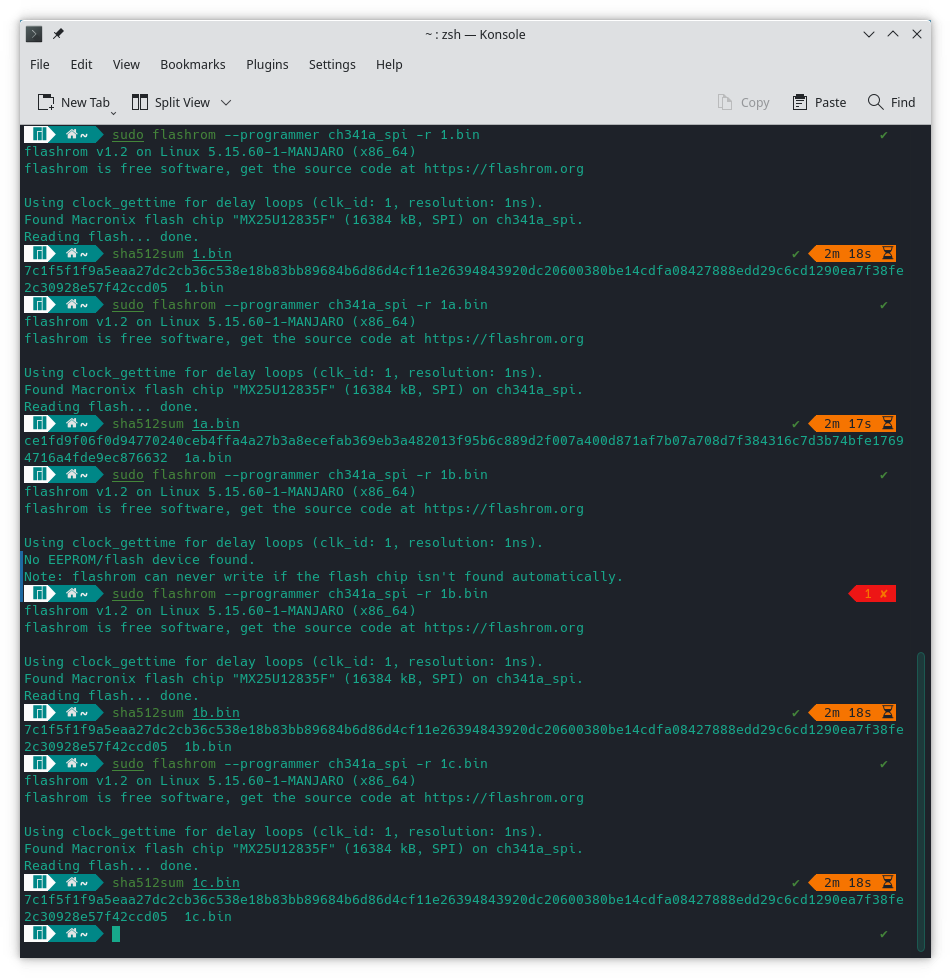 ~ : zsh — Konsole
File Edit View Bookmarks Plugins Settings Help
New Tab Split View Copy Paste Find
~ sudo flashrom --programmer ch341a_spi -r 1.bin ✔
flashrom v1.2 on Linux 5.15.60-1-MANJARO (x86_64)
flashrom is free software, get the source code at https://flashrom.org
Using clock_gettime for delay loops (clk_id: 1, resolution: 1ns).
Found Macronix flash chip "MX25U12835F" (16384 kB, SPI) on ch341a_spi.
Reading flash... done.
~ sha512sum 1.bin ✔ 2m 18s
7c1f5f1f9a5eaa27dc2cb36c538e18b83bb89684b6d86d4cf11e26394843920dc20600380be14cdfa08427888edd29c6cd1290ea7f38fe
2c30928e57f42ccd05  1.bin
~ sudo flashrom --programmer ch341a_spi -r 1a.bin ✔
flashrom v1.2 on Linux 5.15.60-1-MANJARO (x86_64)
flashrom is free software, get the source code at https://flashrom.org
Using clock_gettime for delay loops (clk_id: 1, resolution: 1ns).
Found Macronix flash chip "MX25U12835F" (16384 kB, SPI) on ch341a_spi.
Reading flash... done.
~ sha512sum 1a.bin ✔ 2m 17s
ce1fd9f06f0d94770240ceb4ffa4a27b3a8ecefab369eb3a482013f95b6c889d2f007a400d871af7b07a708d7f384316c7d3b74bfe1769
4716a4fde9ec876632  1a.bin
~ sudo flashrom --programmer ch341a_spi -r 1b.bin ✔
flashrom v1.2 on Linux 5.15.60-1-MANJARO (x86_64)
flashrom is free software, get the source code at https://flashrom.org
Using clock_gettime for delay loops (clk_id: 1, resolution: 1ns).
No EEPROM/flash device found.
Note: flashrom can never write if the flash chip isn't found automatically.
~ sudo flashrom --programmer ch341a_spi -r 1b.bin 1 ✘
flashrom v1.2 on Linux 5.15.60-1-MANJARO (x86_64)
flashrom is free software, get the source code at https://flashrom.org
Using clock_gettime for delay loops (clk_id: 1, resolution: 1ns).
Found Macronix flash chip "MX25U12835F" (16384 kB, SPI) on ch341a_spi.
Reading flash... done.
~ sha512sum 1b.bin ✔ 2m 18s
7c1f5f1f9a5eaa27dc2cb36c538e18b83bb89684b6d86d4cf11e26394843920dc20600380be14cdfa08427888edd29c6cd1290ea7f38fe
2c30928e57f42ccd05  1b.bin
~ sudo flashrom --programmer ch341a_spi -r 1c.bin ✔
flashrom v1.2 on Linux 5.15.60-1-MANJARO (x86_64)
flashrom is free software, get the source code at https://flashrom.org
Using clock_gettime for delay loops (clk_id: 1, resolution: 1ns).
Found Macronix flash chip "MX25U12835F" (16384 kB, SPI) on ch341a_spi.
Reading flash... done.
~ sha512sum 1c.bin ✔ 2m 18s
7c1f5f1f9a5eaa27dc2cb36c538e18b83bb89684b6d86d4cf11e26394843920dc20600380be14cdfa08427888edd29c6cd1290ea7f38fe
2c30928e57f42ccd05  1c.bin
~ ✔